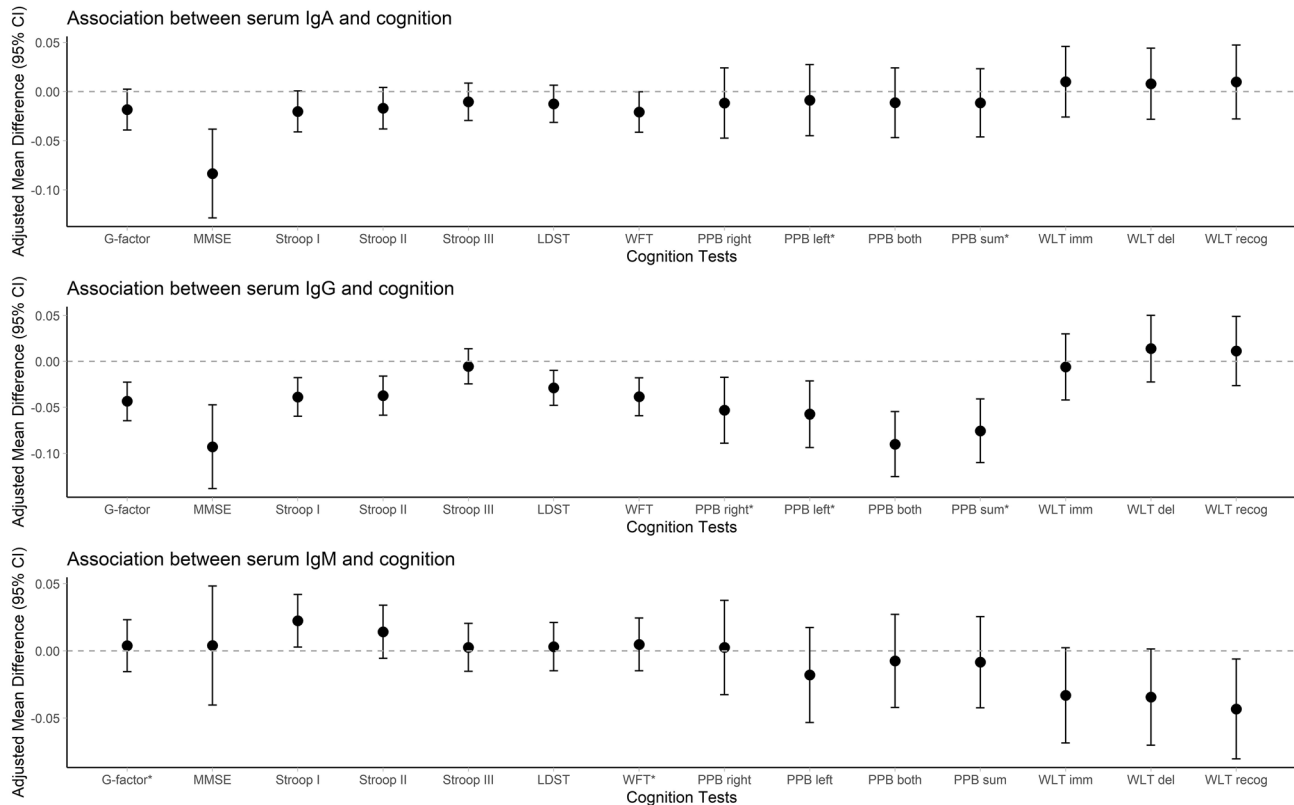 Association between serum IgA and cognition
Adjusted Mean Difference (95% CI)
0.05
0.00
-0.05
-0.10
G-factor MMSE Stroop I Stroop II Stroop III LDST WFT PPB right PPB left* PPB both PPB sum* WLT imm WLT del WLT recog
Cognition Tests
Association between serum IgG and cognition
Adjusted Mean Difference (95% CI)
0.05
0.00
-0.05
-0.10
G-factor MMSE Stroop I Stroop II Stroop III LDST WFT PPB right* PPB left* PPB both PPB sum* WLT imm WLT del WLT recog
Cognition Tests
Association between serum IgM and cognition
Adjusted Mean Difference (95% CI)
0.05
0.00
-0.05
G-factor* MMSE Stroop I Stroop II Stroop III LDST WFT* PPB right PPB left PPB both PPB sum WLT imm WLT del WLT recog
Cognition Tests